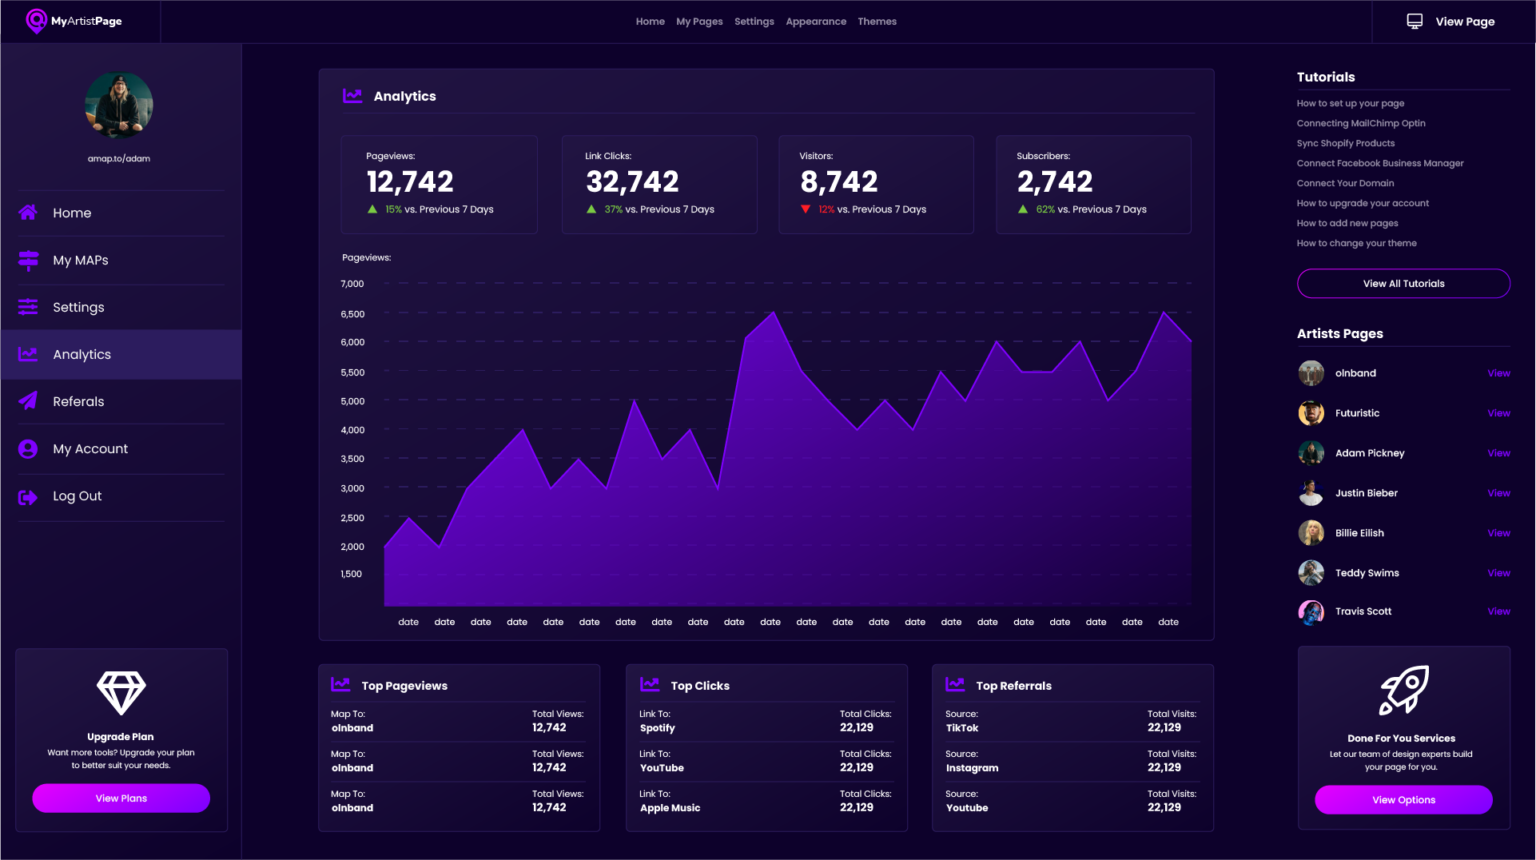 MyArtistPage
Home My Pages Settings Appearance Themes
View Page
amap.to/adam
Home
My MAPs
Settings
Analytics
Referals
My Account
Log Out
Upgrade Plan
Want more tools? Upgrade your plan
to better suit your needs.
View Plans
Analytics
Pageviews:
12,742
15% vs. Previous 7 Days
Link Clicks:
32,742
37% vs. Previous 7 Days
Visitors:
8,742
12% vs. Previous 7 Days
Subscribers:
2,742
62% vs. Previous 7 Days
Pageviews:
7,000
6,500
6,000
5,500
5,000
4,000
3,500
3,000
2,500
2,000
1,500
date date date date date date date date date date date date date date date date date date date date date date
Top Pageviews
Map To: Total Views:
olnband 12,742
Map To: Total Views:
olnband 12,742
Map To: Total Views:
olnband 12,742
Top Clicks
Link To: Total Clicks:
Spotify 22,129
Link To: Total Clicks:
YouTube 22,129
Link To: Total Clicks:
Apple Music 22,129
Top Referrals
Source: Total Visits:
TikTok 22,129
Source: Total Visits:
Instagram 22,129
Source: Total Visits:
Youtube 22,129
Tutorials
How to set up your page
Connecting MailChimp Optin
Sync Shopify Products
Connect Facebook Business Manager
Connect Your Domain
How to upgrade your account
How to add new pages
How to change your theme
View All Tutorials
Artists Pages
olnband View
Futuristic View
Adam Pickney View
Justin Bieber View
Billie Eilish View
Teddy Swims View
Travis Scott View
Done For You Services
Let our team of design experts build
your page for you.
View Options